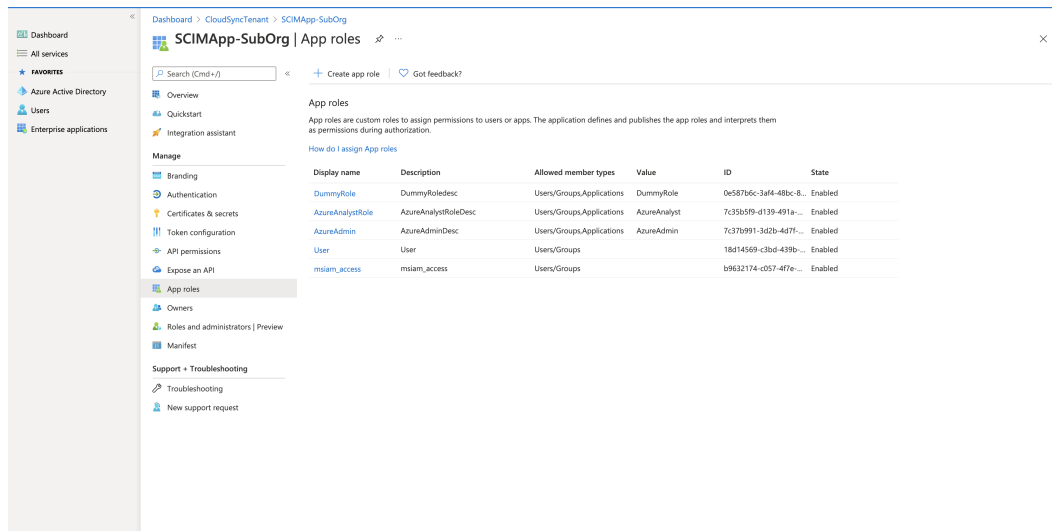 «
Dashboard
All services
FAVORITES
Azure Active Directory
Users
Enterprise applications
Dashboard > CloudSyncTenant > SCIMApp-SubOrg
SCIMApp-SubOrg | App roles ...
Search (Cmd+/) «
Overview
Quickstart
Integration assistant
Manage
Branding
Authentication
Certificates & secrets
Token configuration
API permissions
Expose an API
App roles
Owners
Roles and administrators | Preview
Manifest
Support + Troubleshooting
Troubleshooting
New support request
Create app role | Got feedback?
App roles
App roles are custom roles to assign permissions to users or apps. The application defines and publishes the app roles and interprets them
as permissions during authorization.
How do I assign App roles
Display name Description Allowed member types Value ID State
DummyRole DummyRoledesc Users/Groups,Applications DummyRole 0e587b6c-3af4-48bc-8... Enabled
AzureAnalystRole AzureAnalystRoleDesc Users/Groups,Applications AzureAnalyst 7c35b5f9-d139-491a-... Enabled
AzureAdmin AzureAdminDesc Users/Groups,Applications AzureAdmin 7c37b991-3d2b-4d7f-... Enabled
User User Users/Groups 18d14569-c3bd-439b-... Enabled
msiam_access msiam_access Users/Groups b9632174-c057-4f7e-... Enabled